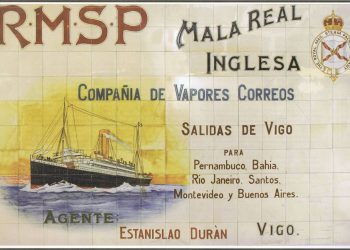 R.M.S.P
MALA REAL
INGLESA
COMPAÑIA DE VAPORES CORREOS
SALIDAS DE VIGO
PARA
Pernambuco, Bahia,
Rio Janeiro, Santos,
Montevideo y Buenos Aires.
AGENTE:
ESTANISLAO DURÀN
VIGO.